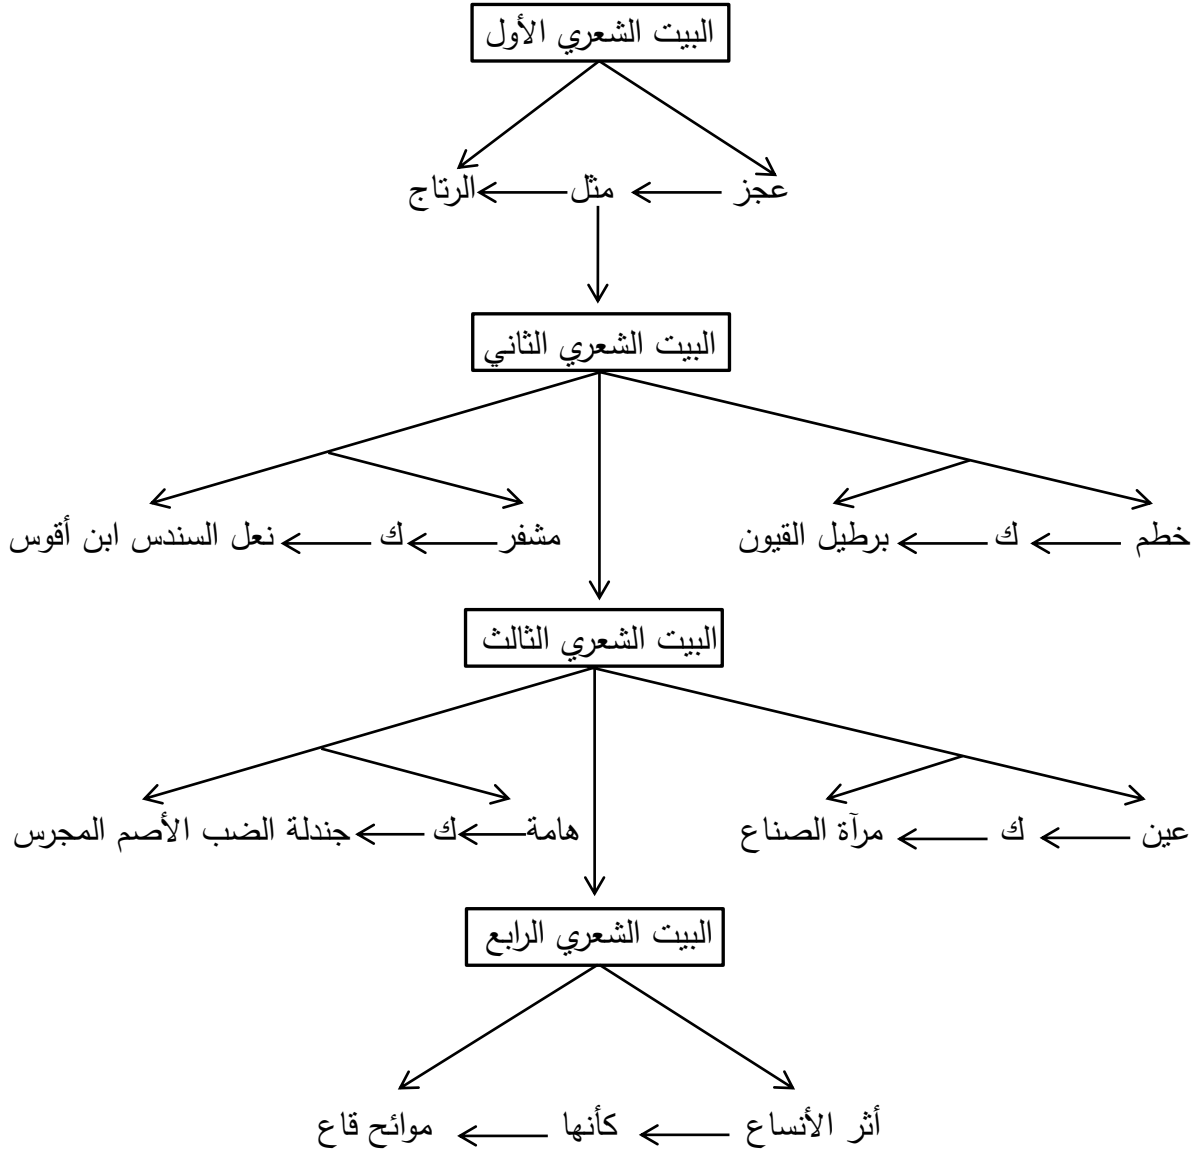 البيت الشعري الأول
عجز مثل الرتاج
البيت الشعري الثاني
خطم ك برطيل القيون مشفر ك نعل السندس ابن أقوس
البيت الشعري الثالث
عين ك مرآة الصناع هامة ك جندلة الضب الأصم المجرس
البيت الشعري الرابع
أثر الأنساع كأنها موائح قاع